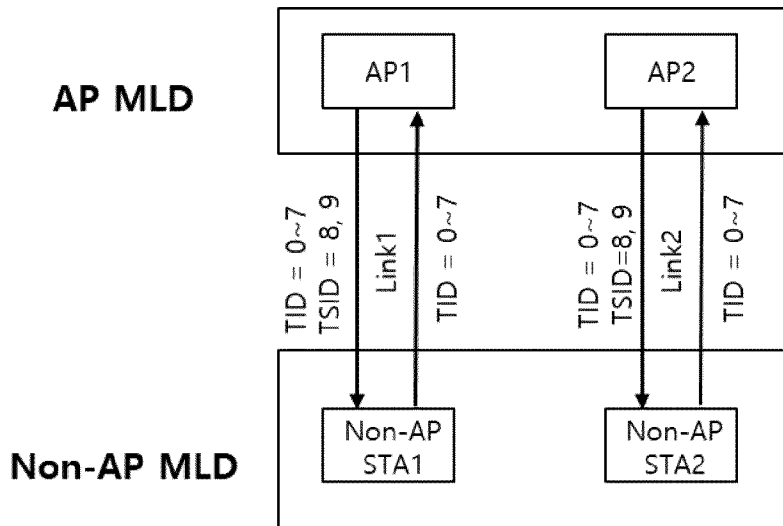 AP MLD
AP1
AP2
TID = 0~7
TSID = 8, 9
Link1
TID = 0~7
TID = 0~7
TSID=8, 9
Link2
TID = 0~7
Non-AP MLD
Non-AP
STA1
Non-AP
STA2